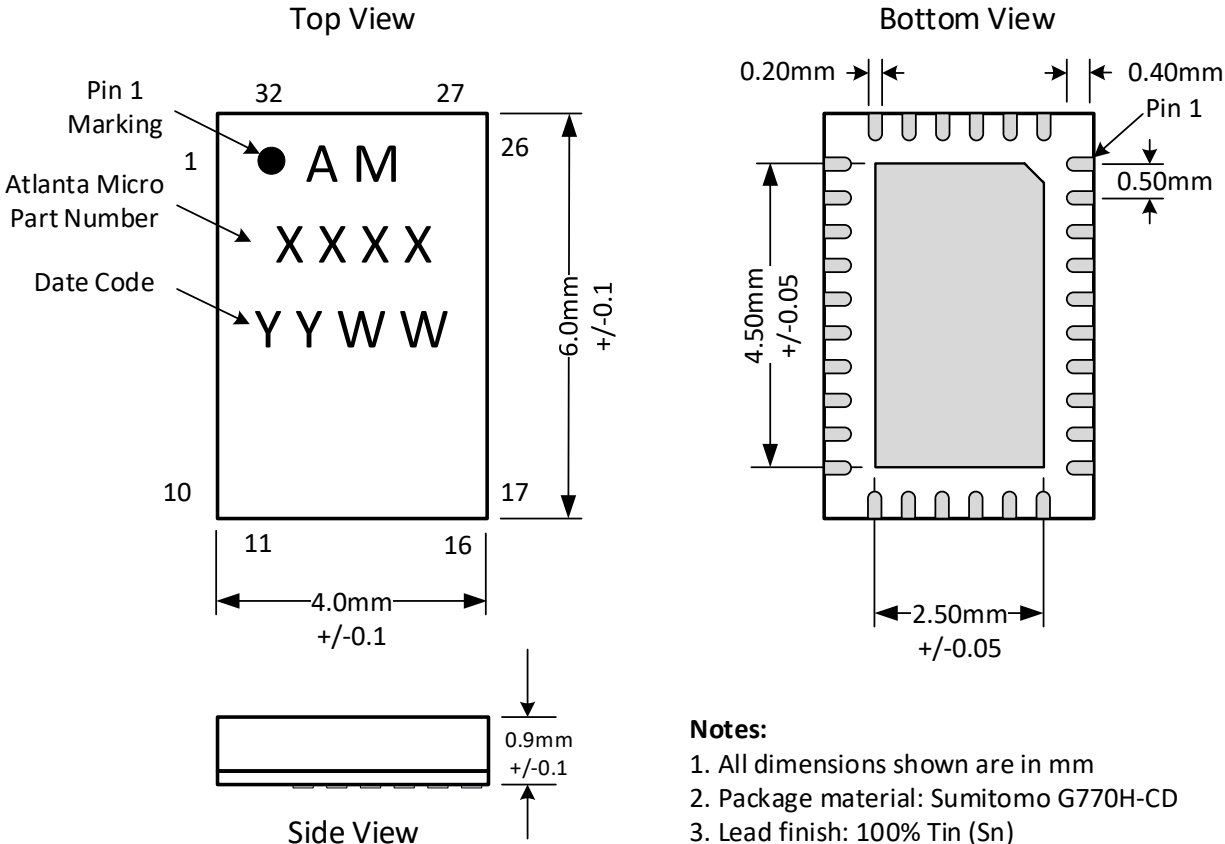 Top View
Bottom View
Pin 1
Marking
32
27
1
26
A M
Atlanta Micro
Part Number
X X X X
Date Code
Y Y W W
6.0mm
+/-0.1
10
17
11
16
4.0mm
+/-0.1
0.20mm
0.40mm
Pin 1
0.50mm
4.50mm
+/-0.05
2.50mm
+/-0.05
0.9mm
+/-0.1
Side View
Notes:
1. All dimensions shown are in mm
2. Package material: Sumitomo G770H-CD
3. Lead finish: 100% Tin (Sn)